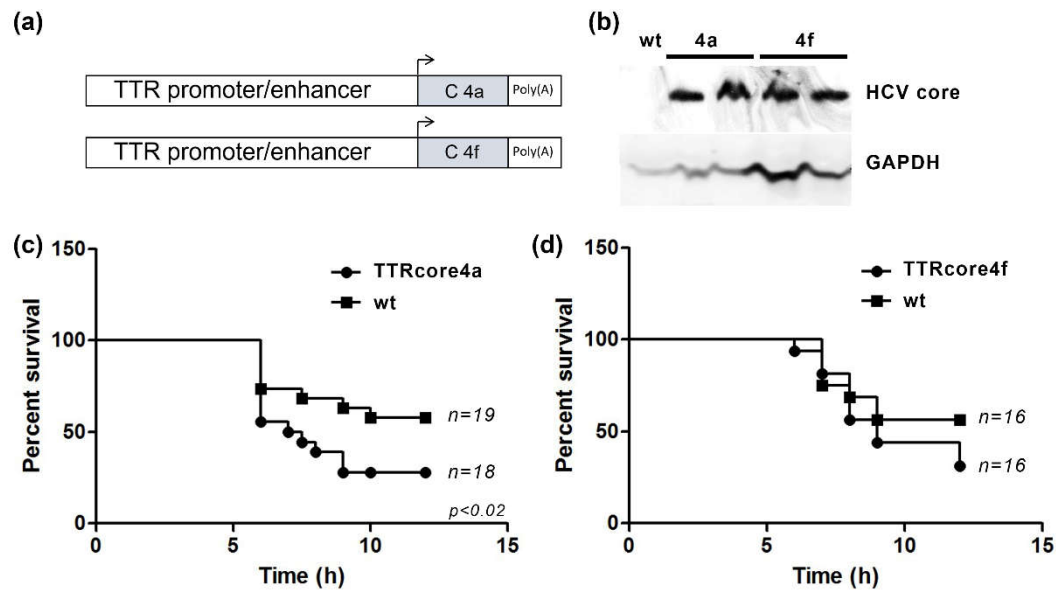 (a)
TTR promoter/enhancer C 4a Poly(A)
TTR promoter/enhancer C 4f Poly(A)
(b)
wt 4a 4f
HCV core
GAPDH
(c)
150
100
50
0
Percent survival
TTRcore4a
wt
n=19
n=18
p<0.02
0 5 10 15
Time (h)
(d)
150
100
50
0
Percent survival
TTRcore4f
wt
n=16
n=16
0 5 10 15
Time (h)